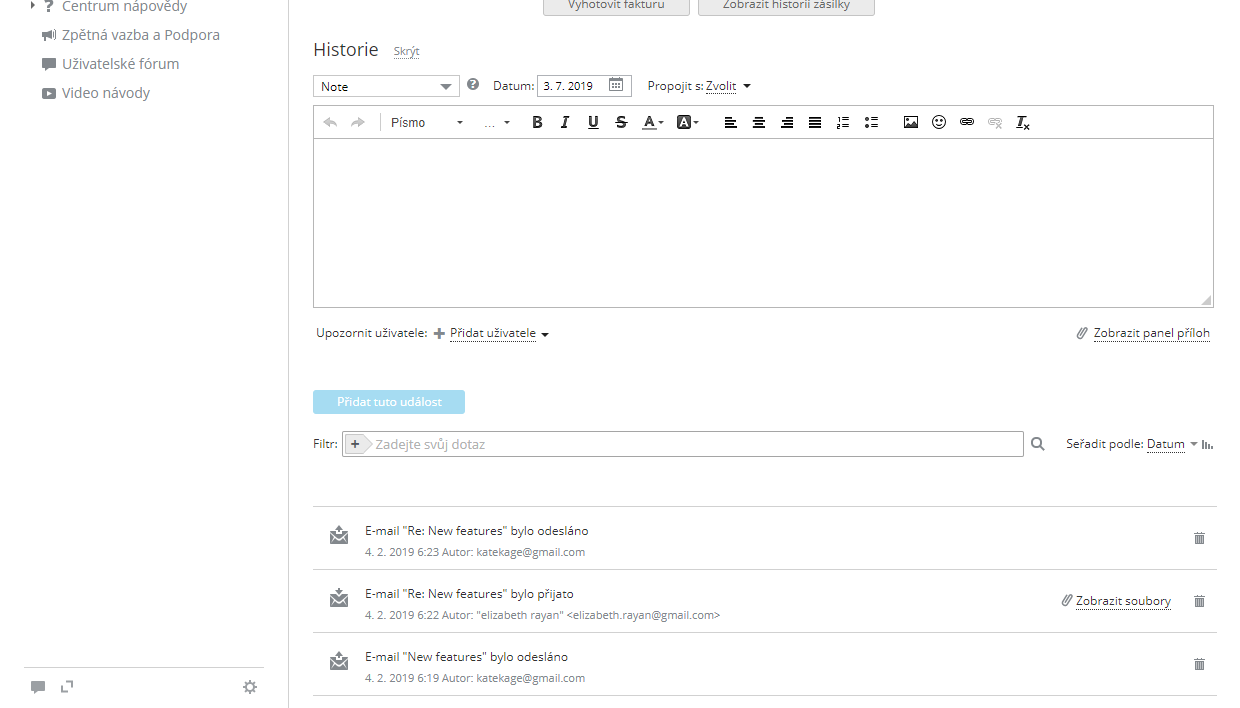 Centrum nápovědy
Zpětná vazba a Podpora
Uživatelské fórum
Video návody
Vyhotovit fakturu
Zobrazit historii zásilky
Historie Skrýt
Note Datum: 3. 7. 2019 Propojit s: Zvolit
Písmo ... B I U S A A
Upozornit uživatele: Přidat uživatele Zobrazit panel příloh
Přidat tuto událost
Filtr: + Zadejte svůj dotaz Seřadit podle: Datum
E-mail "Re: New features" bylo odesláno
4. 2. 2019 6:23 Autor: katekage@gmail.com
E-mail "Re: New features" bylo přijato
4. 2. 2019 6:22 Autor: "elizabeth rayan" <elizabeth.rayan@gmail.com>
Zobrazit soubory
E-mail "New features" bylo odesláno
4. 2. 2019 6:19 Autor: katekage@gmail.com